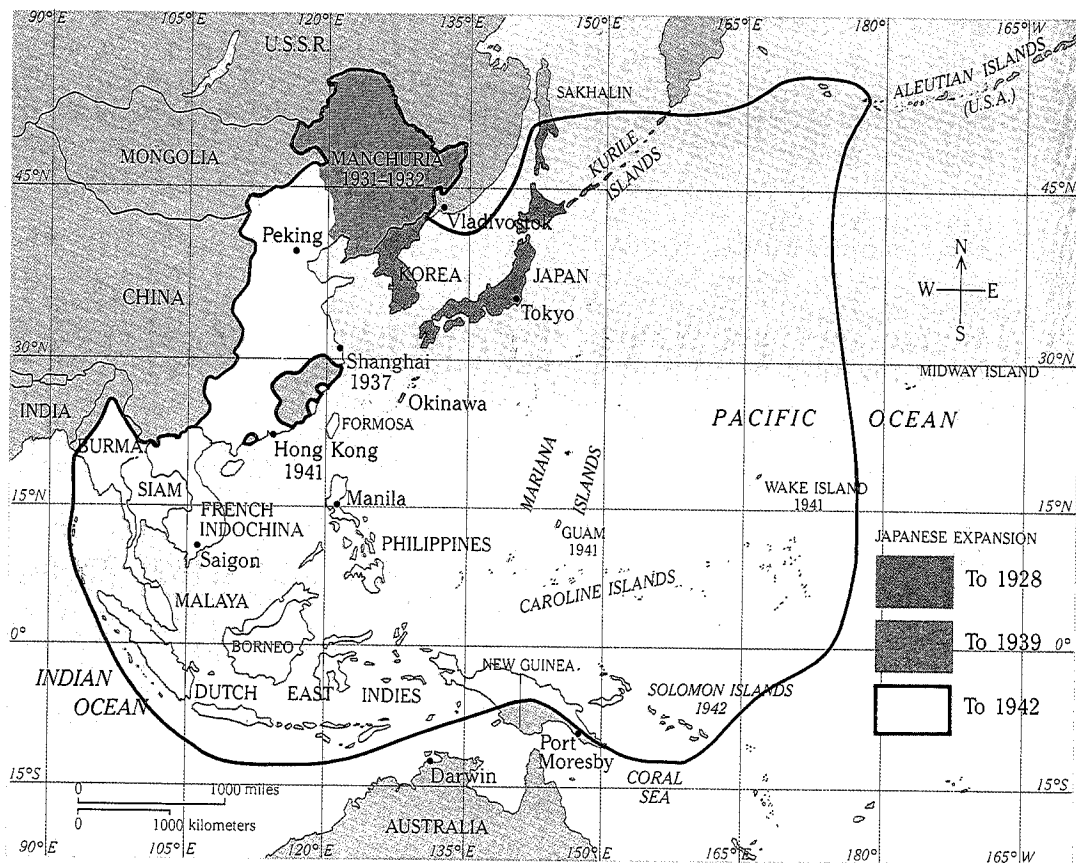 90°E 105°E 120°E 135°E 150°E 165°E 180° 165°W
U.S.S.R.
ALEUTIAN ISLANDS
(U.S.A.)
SAKHALIN
MONGOLIA
MANCHURIA
1931–1932
KURILE
ISLANDS
45°N
45°N
Vladivostok
Peking
N
W E
S
KOREA
JAPAN
CHINA
Tokyo
30°N
30°N
Shanghai
1937
MIDWAY ISLAND
INDIA
Okinawa
PACIFIC OCEAN
BURMA
FORMOSA
Hong Kong
1941
MARIANA
ISLANDS
SIAM
15°N
Manila
WAKE ISLAND
1941
15°N
FRENCH
INDOCHINA
GUAM
1941
JAPANESE EXPANSION
Saigon
PHILIPPINES
To 1928
CAROLINE ISLANDS
MALAYA
0°
BORNEO
To 1939
0°
NEW GUINEA
INDIAN
OCEAN
DUTCH EAST INDIES
SOLOMON ISLANDS
1942
To 1942
Port
Moresby
Darwin
CORAL
SEA
15°S
15°S
0 1000 miles
0 1000 kilometers
AUSTRALIA
90°E 105°E 120°E 135°E 150°E 165°E 180° 165°W